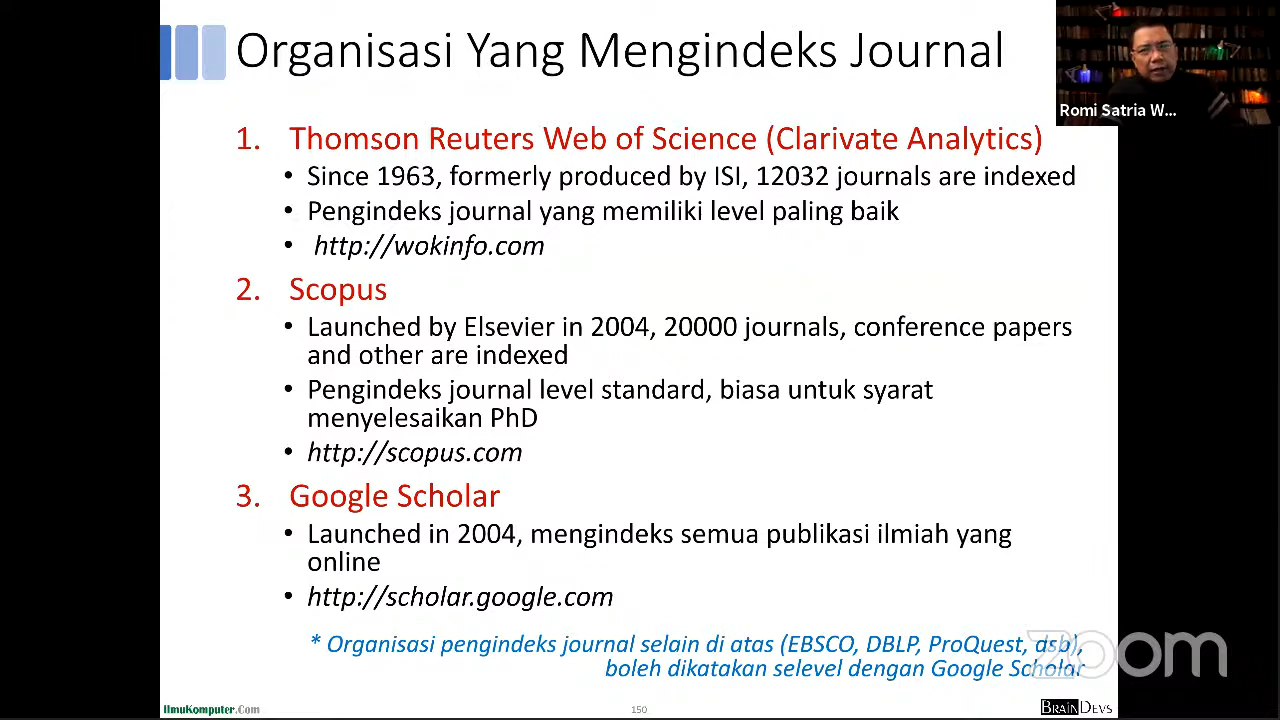 Organisasi Yang Mengindeks Journal
Romi Satria W...
1. Thomson Reuters Web of Science (Clarivate Analytics)
• Since 1963, formerly produced by ISI, 12032 journals are indexed
• Pengindeks journal yang memiliki level paling baik
• http://wokinfo.com
2. Scopus
• Launched by Elsevier in 2004, 20000 journals, conference papers
and other are indexed
• Pengindeks journal level standard, biasa untuk syarat
menyelesaikan PhD
• http://scopus.com
3. Google Scholar
• Launched in 2004, mengindeks semua publikasi ilmiah yang
online
• http://scholar.google.com
* Organisasi pengindeks journal selain di atas (EBSCO, DBLP, ProQuest, dsb),
boleh dikatakan selevel dengan Google Scholar
zoom
IlmuKomputer.Com
150
BRAINDEVS